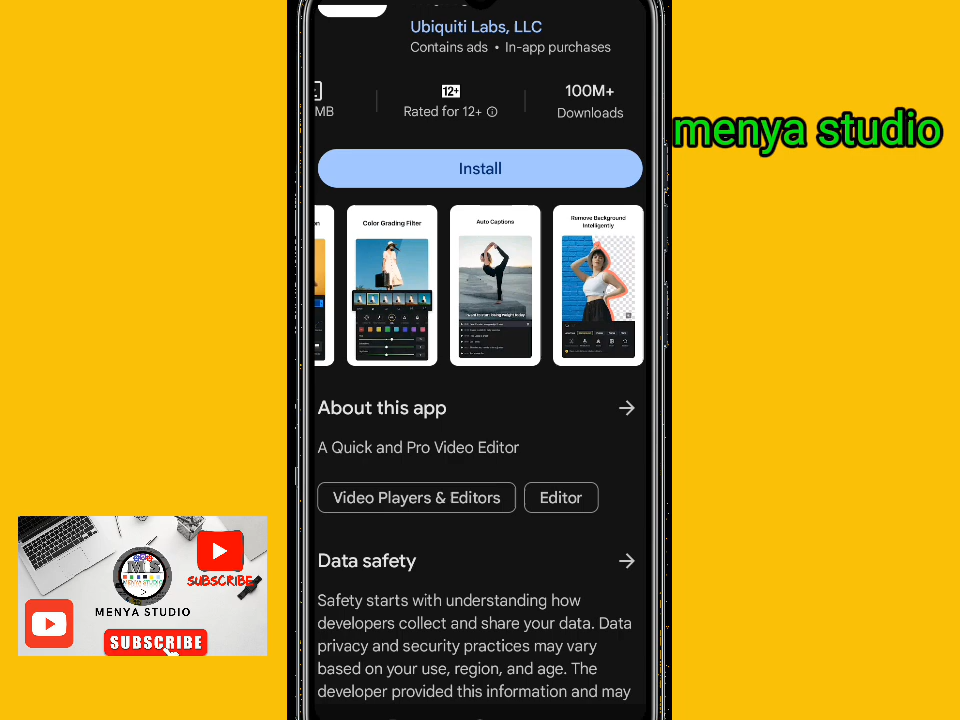 Ubiquiti Labs, LLC
Contains ads • In-app purchases
MB
12+
Rated for 12+
100M+
Downloads
menya studio
Install
Color Grading Filter
Auto Captions
Remove Background
Intelligently
About this app
A Quick and Pro Video Editor
Video Players & Editors
Editor
Data safety
Safety starts with understanding how
developers collect and share your data. Data
privacy and security practices may vary
based on your use, region, and age. The
developer provided this information and may
MS
MENYA STUDIO
SUBSCRIBE
MENYA STUDIO
SUBSCRIBE